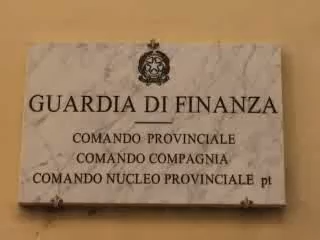 GUARDIA DI FINANZA
COMANDO PROVINCIALE
COMANDO COMPAGNIA
COMANDO NUCLEO PROVINCIALE pt